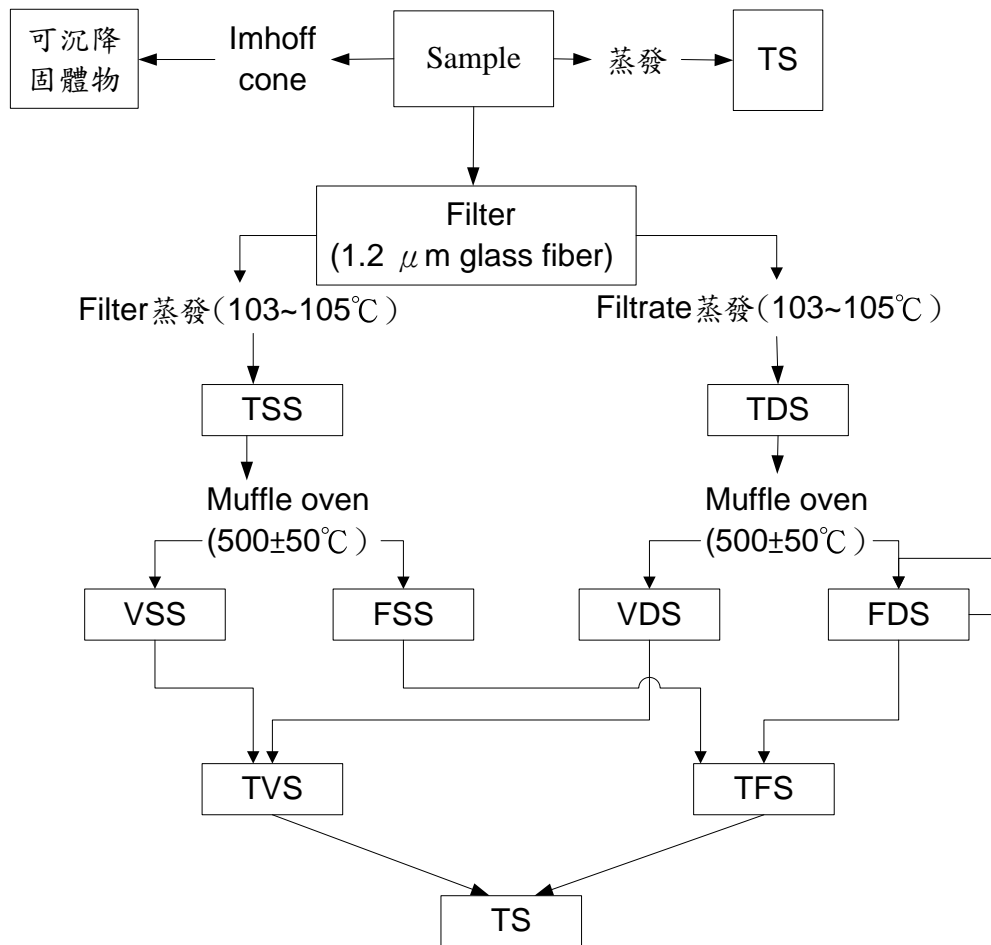 可沉降
固體物
Imhoff
cone
Sample
蒸發
TS
Filter
(1.2 μm glass fiber)
Filter蒸發(103~105℃)
Filtrate蒸發(103~105℃)
TSS
TDS
Muffle oven
(500±50℃)
Muffle oven
(500±50℃)
VSS
FSS
VDS
FDS
TVS
TFS
TS